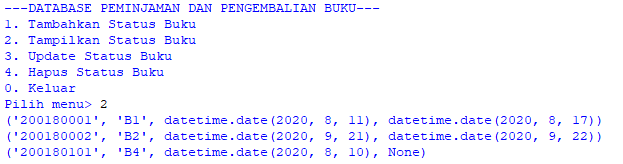 ---DATABASE PEMINJAMAN DAN PENGEMBALIAN BUKU---
1. Tambahkan Status Buku
2. Tampilkan Status Buku
3. Update Status Buku
4. Hapus Status Buku
0. Keluar
Pilih menu> 2
('200180001', 'B1', datetime.date(2020, 8, 11), datetime.date(2020, 8, 17))
('200180002', 'B2', datetime.date(2020, 9, 21), datetime.date(2020, 9, 22))
('200180101', 'B4', datetime.date(2020, 8, 10), None)